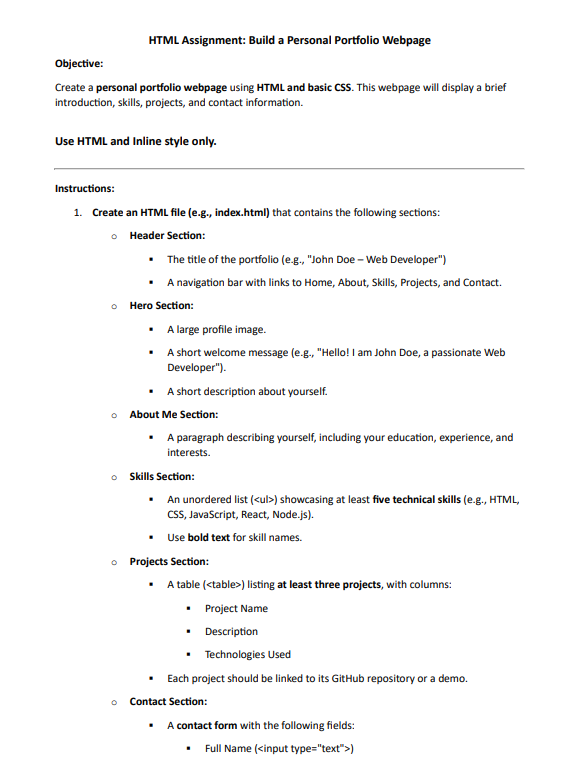 HTML Assignment: Build a Personal Portfolio Webpage
Objective:
Create a personal portfolio webpage using HTML and basic CSS. This webpage will display a brief
introduction, skills, projects, and contact information.
Use HTML and Inline style only.
Instructions:
1. Create an HTML file (e.g., index.html) that contains the following sections:
o Header Section:
▪ The title of the portfolio (e.g., "John Doe – Web Developer")
▪ A navigation bar with links to Home, About, Skills, Projects, and Contact.
o Hero Section:
▪ A large profile image.
▪ A short welcome message (e.g., "Hello! I am John Doe, a passionate Web
Developer").
▪ A short description about yourself.
o About Me Section:
▪ A paragraph describing yourself, including your education, experience, and
interests.
o Skills Section:
▪ An unordered list (<ul>) showcasing at least five technical skills (e.g., HTML,
CSS, JavaScript, React, Node.js).
▪ Use bold text for skill names.
o Projects Section:
▪ A table (<table>) listing at least three projects, with columns:
▪ Project Name
▪ Description
▪ Technologies Used
▪ Each project should be linked to its GitHub repository or a demo.
o Contact Section:
▪ A contact form with the following fields:
▪ Full Name (<input type="text">)